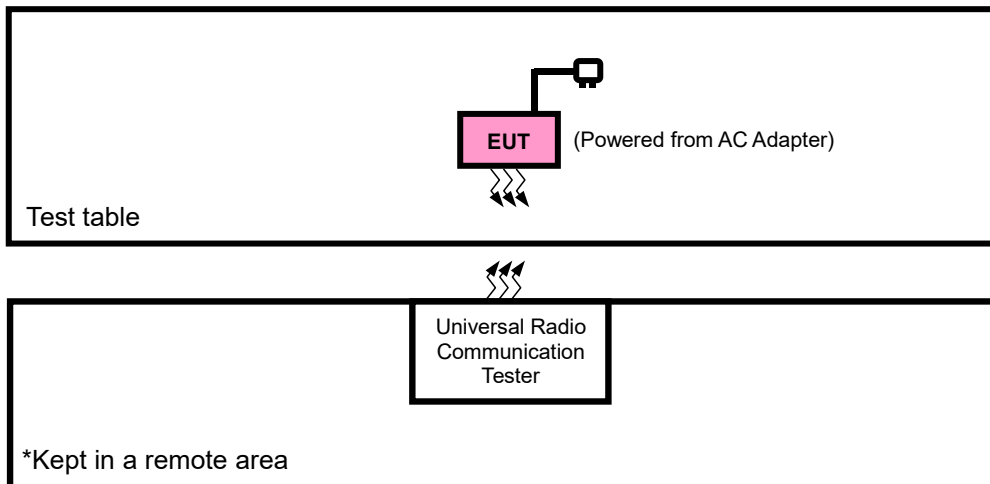 EUT
(Powered from AC Adapter)
Test table
Universal Radio
Communication
Tester
*Kept in a remote area